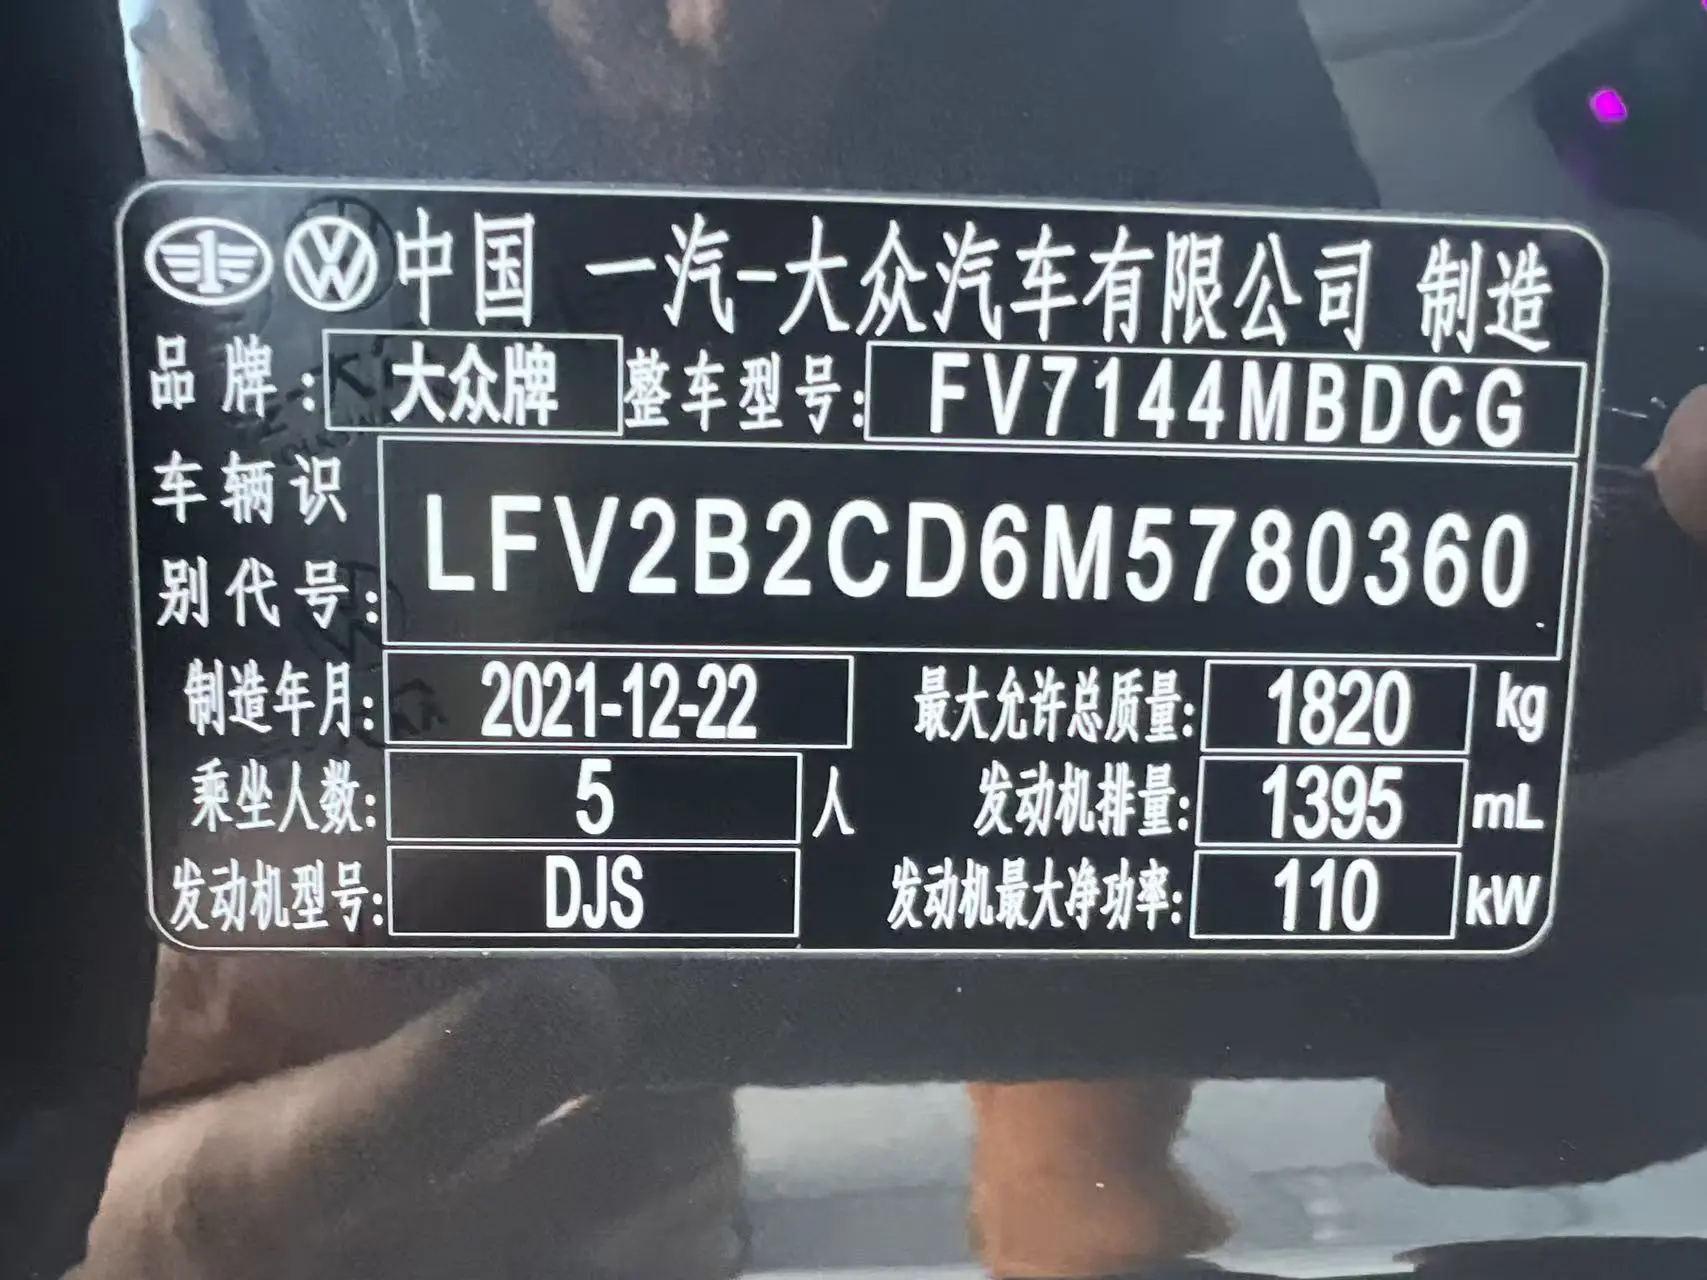 中国 一汽-大众汽车有限公司 制造
品牌: 大众牌 整车型号: FV7144MBDCG
车辆识
别代号: LFV2B2CD6M5780360
制造年月: 2021-12-22 最大允许总质量: 1820 kg
乘坐人数: 5 人 发动机排量: 1395 mL
发动机型号: DJS 发动机最大净功率: 110 kW